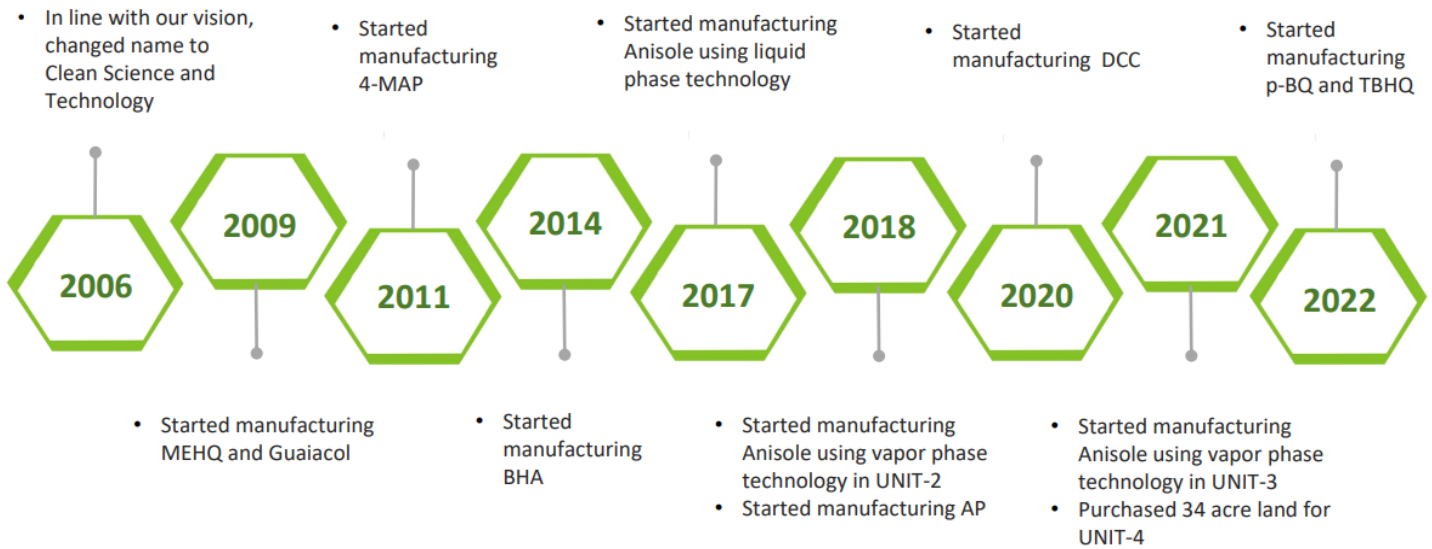 • In line with our vision,
changed name to
Clean Science and
Technology
• Started
manufacturing
4-MAP
• Started manufacturing
Anisole using liquid
phase technology
• Started
manufacturing DCC
• Started
manufacturing
p-BQ and TBHQ
2006
2009
2011
2014
2017
2018
2020
2021
2022
• Started manufacturing
MEHQ and Guaiacol
• Started
manufacturing
BHA
• Started manufacturing
Anisole using vapor phase
technology in UNIT-2
• Started manufacturing AP
• Started manufacturing
Anisole using vapor phase
technology in UNIT-3
• Purchased 34 acre land for
UNIT-4